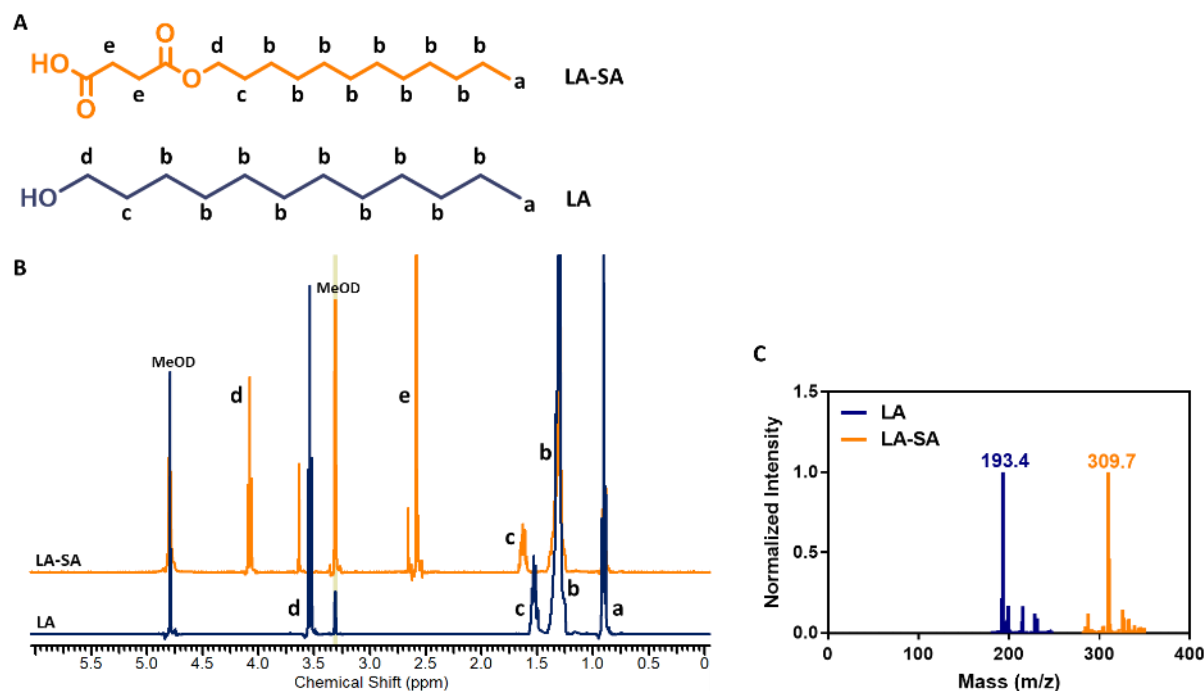 A
HO
O
O
O
e
e
d
c
b
b
b
b
b
b
b
b
b
a
LA-SA
HO
d
c
b
b
b
b
b
b
b
b
b
a
LA
B
MeOD
MeOD
d
e
b
c
LA-SA
d
c
b
a
LA
5.5 5.0 4.5 4.0 3.5 3.0 2.5 2.0 1.5 1.0 0.5 0
Chemical Shift (ppm)
C
LA
LA-SA
193.4
309.7
1.5
1.0
0.5
0.0
Normalized Intensity
0 100 200 300 400
Mass (m/z)